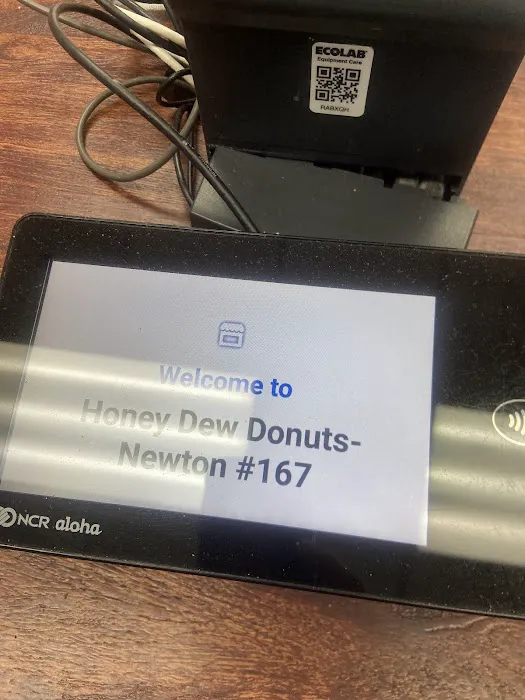 ECOLAB
Equipment Care
RABXQH
Welcome to
Honey Dew Donuts-
Newton #167
NCR aloha